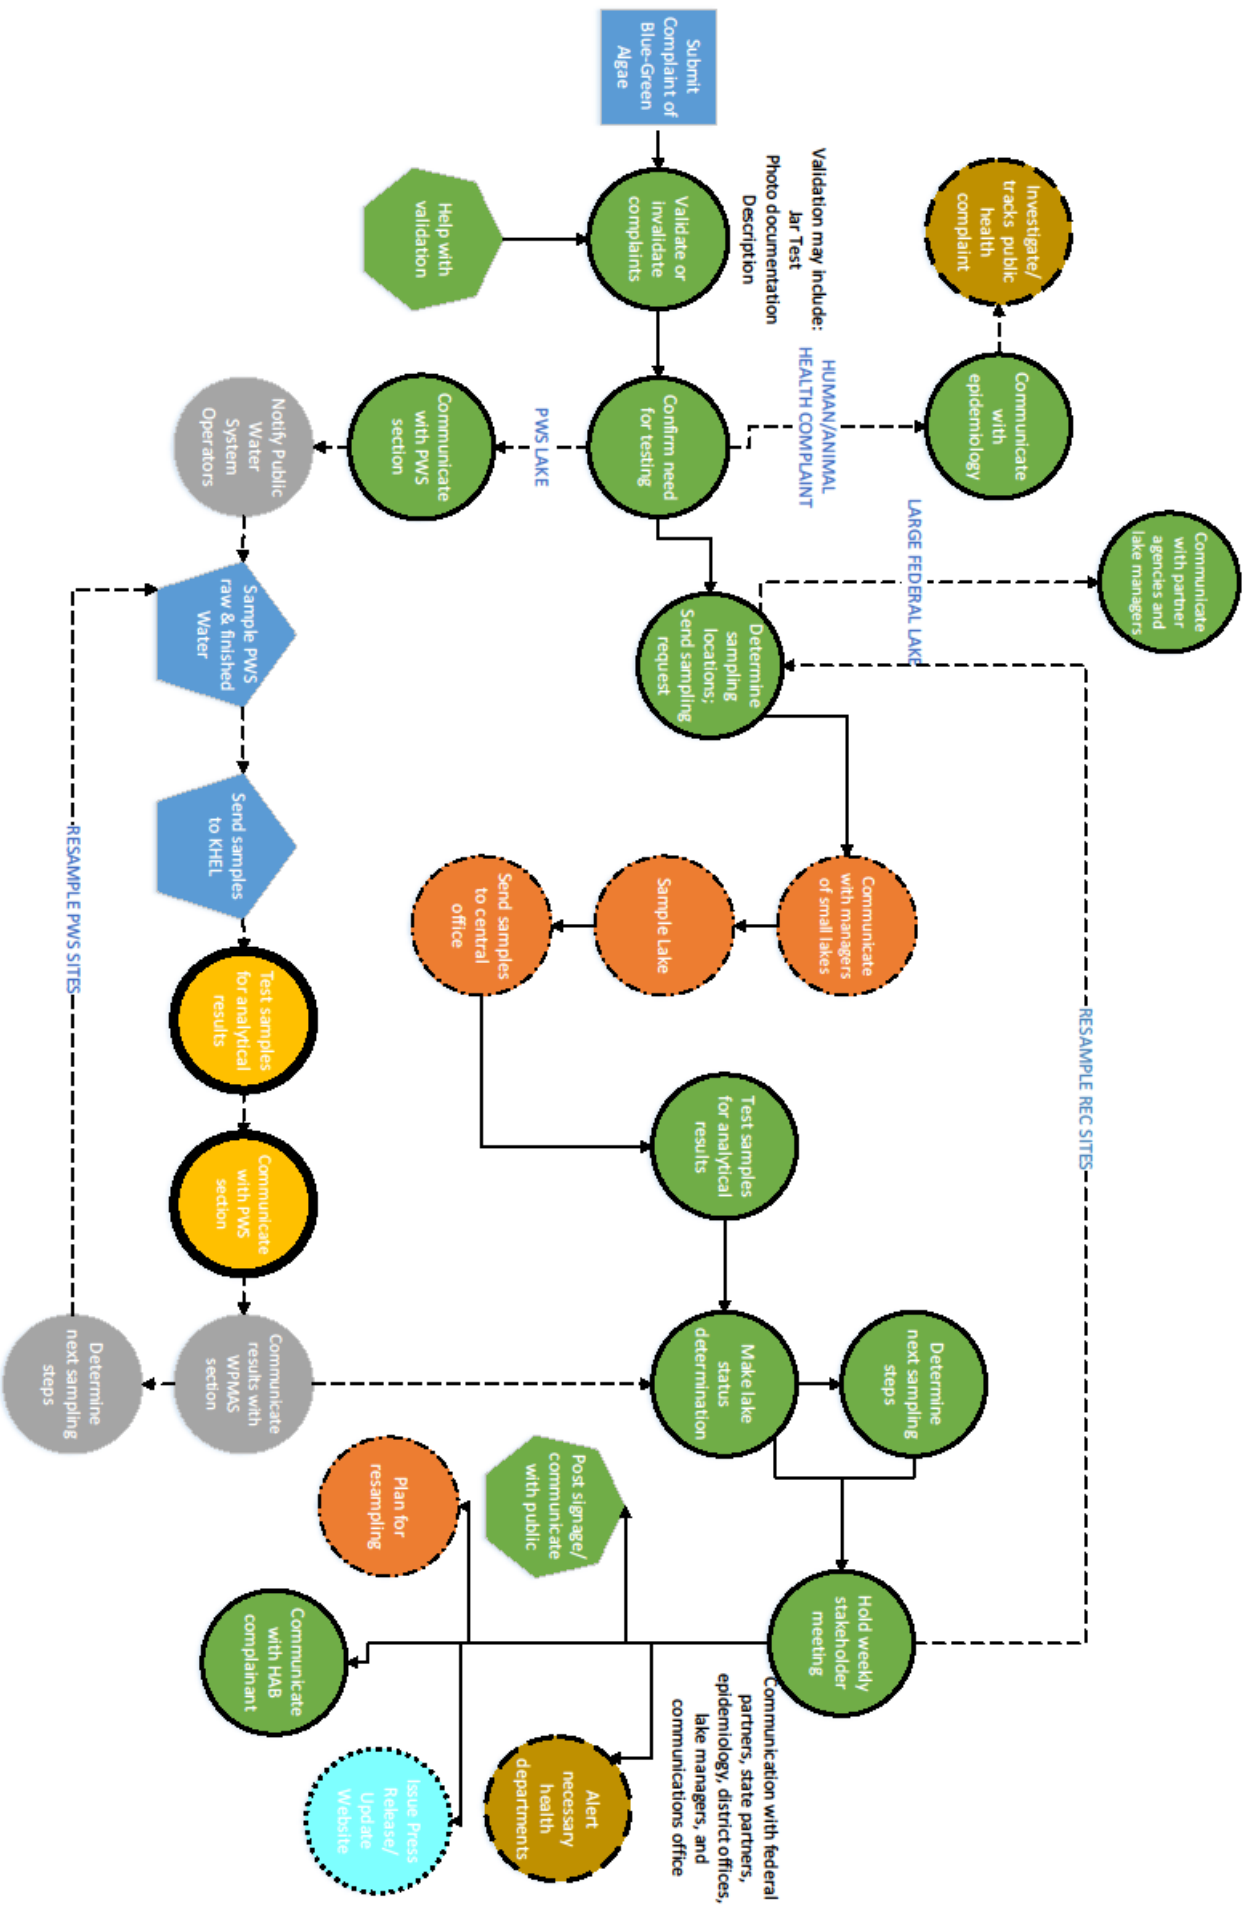 Submit
Complaint of
Blue-Green
Algae
Validation may include:
Jar Test
Photo documentation
Description
Investigate/
tracks public
health
complaint
Validate or
invalidate
complaints
Help with
validation
HUMAN/ANIMAL
HEALTH COMPLAINT
Communicate
with
epidemiology
Confirm need
for testing
PWS LAKE
Communicate
with PWS
section
Notify Public
Water
System
Operators
LARGE FEDERAL LAKE
Communicate
with partner
agencies and
lake managers
Determine
sampling
locations;
Send sampling
request
Sample PWS
raw & finished
Water
Send samples
to KHEL
RESAMPLE PWS SITES
Communicate
with managers
of small lakes
Sample Lake
Send samples
to central
office
Test samples
for analytical
results
Communicate
with PWS
section
RESAMPLE REC SITES
Test samples
for analytical
results
Determine
next sampling
steps
Make lake
status
determination
Communicate
results with
WPMAS
section
Determine
next sampling
steps
Post signage/
communicate
with public
Plan for
resampling
Hold weekly
stakeholder
meeting
Communicate
with HAB
complainant
Communication with federal
partners, state partners,
epidemiology, district offices,
lake managers, and
communications office
Alert
necessary
health
departments
Issue Press
Release/
Update
Website